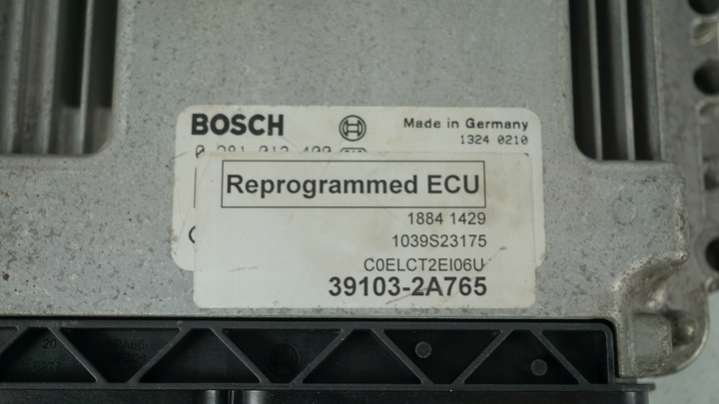 BOSCH
Made in Germany
1324 0210
Reprogrammed ECU
1884 1429
1039S23175
C0ELCT2EI06U
39103-2A765